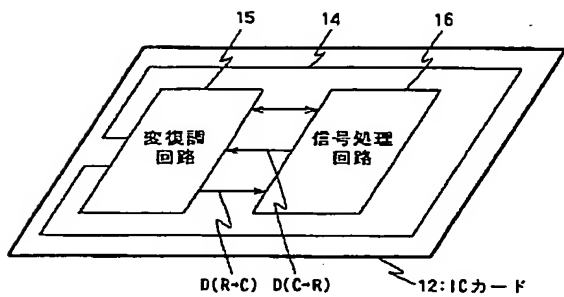 15 14 16
変復調
回路
信号処理
回路
D(R→C) D(C→R)
12:ICカード